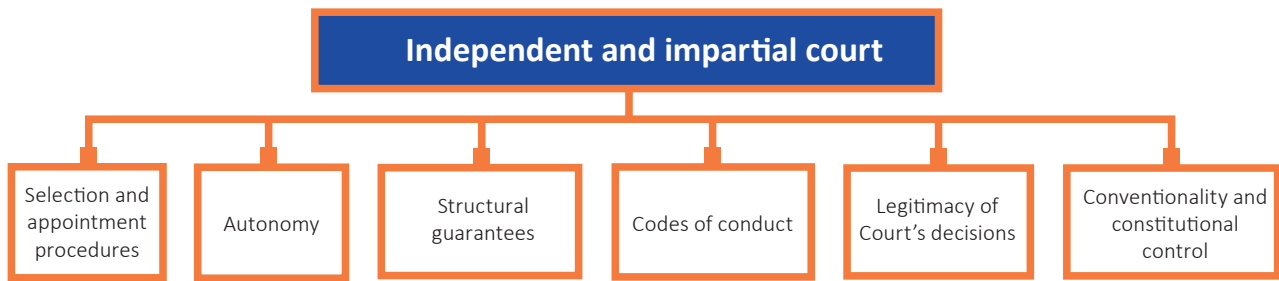 Independent and impartial court
Selection and
appointment
procedures
Autonomy
Structural
guarantees
Codes of conduct
Legitimacy of
Court’s decisions
Conventionality and
constitutional
control